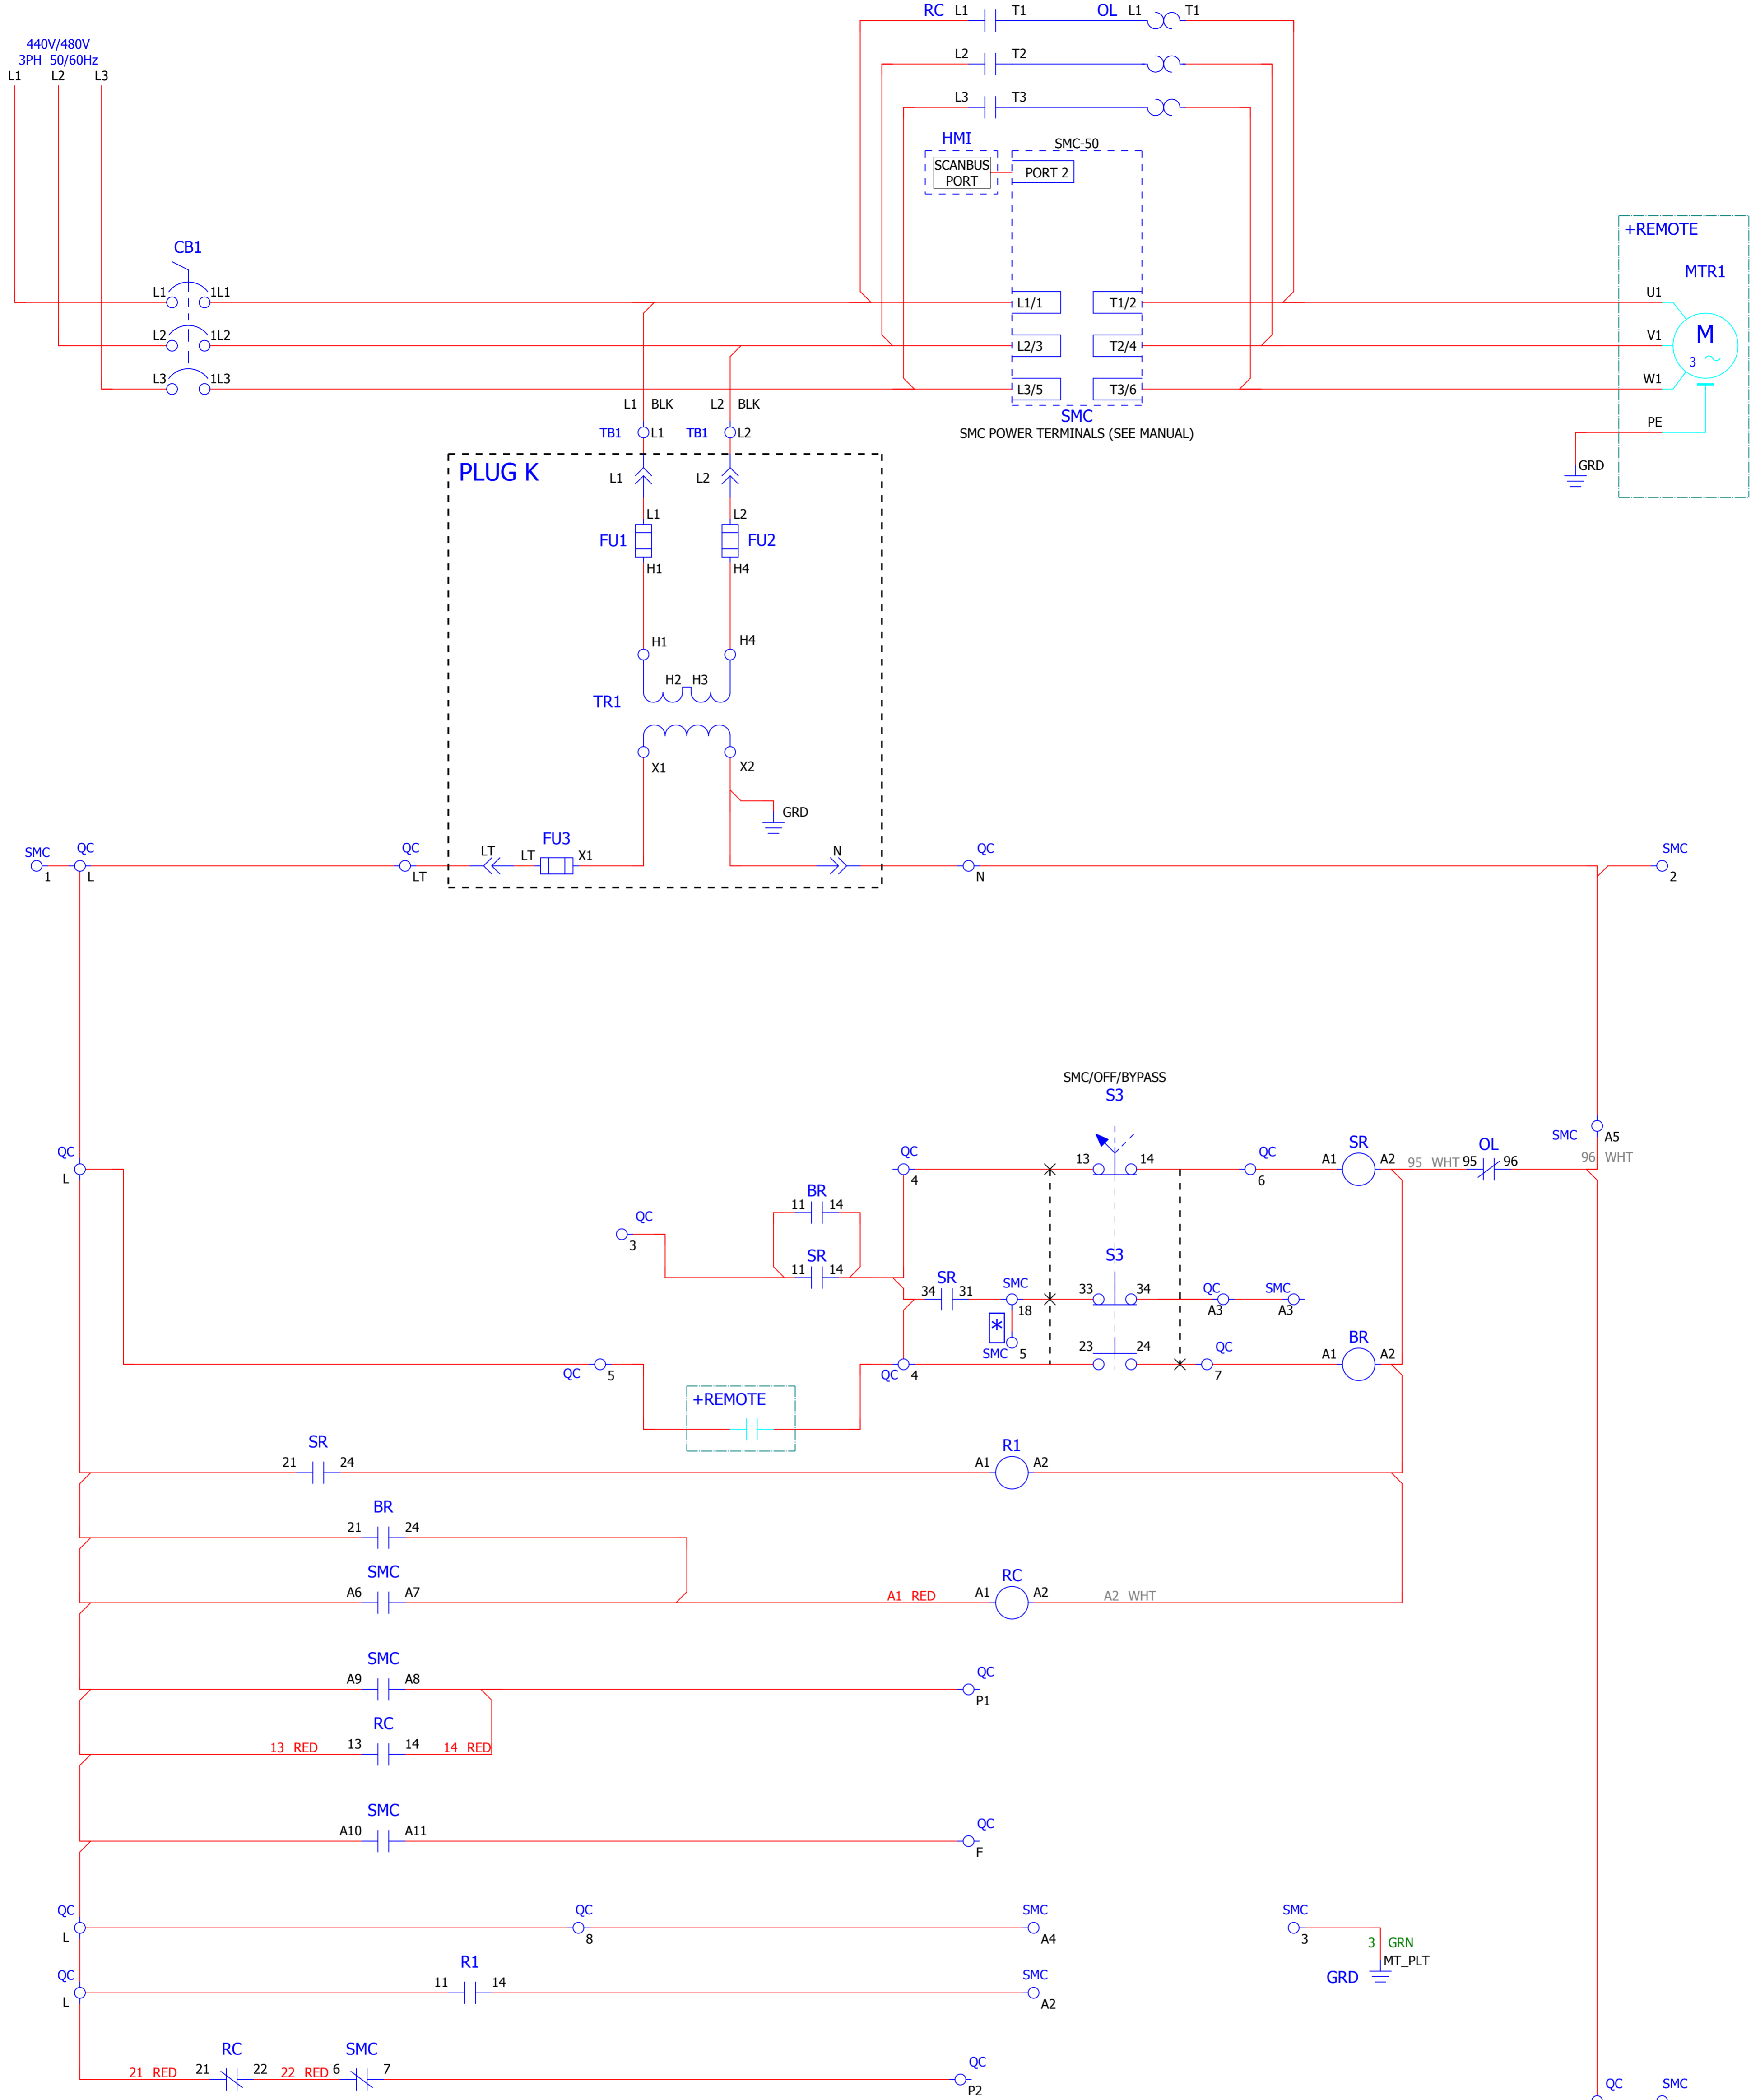 RC L1 T1 OL L1 T1
440V/480V
3PH 50/60Hz
L1 L2 L3
L2 T2
L3 T3
HMI
SMC-50
SCANBUS
PORT
PORT 2
+REMOTE
MTR1
CB1
L1 1L1 L1/1 T1/2 U1
L2 1L2 L2/3 T2/4 V1
M
3
L3 1L3 L3/5 T3/6 W1
L1 BLK L2 BLK
SMC
SMC POWER TERMINALS (SEE MANUAL)
TB1 L1 TB1 L2
PE
GRD
PLUG K
L1 L2
L1 L2
FU1 FU2
H1 H4
H1 H4
H2 H3
TR1
X1 X2
GRD
SMC QC QC FU3 QC SMC
LT LT X1 N
1 L LT N 2
SMC/OFF/BYPASS
S3
SMC A5
QC QC 13 14 QC SR OL
A1 A2 95 WHT 95 96 96 WHT
L 4 6
BR
11 14
QC
3
SR
11 14
S3
SR SMC QC SMC
34 31 33 34
18 A3 A3
*
SMC 5
23 24 QC BR
A1 A2
QC 5 QC 4 7
+REMOTE
SR R1
21 24 A1 A2
BR
21 24
SMC RC
A6 A7 A1 RED A1 A2 A2 WHT
SMC
A9 A8 QC
P1
RC
13 RED 13 14 14 RED
SMC
A10 A11 QC
F
QC QC SMC SMC
L 8 A4 3
3 GRN
MT_PLT
GRD
QC R1 SMC
11 14
L A2
RC SMC
21 RED 21 22 22 RED 6 7 QC
P2
QC SMC